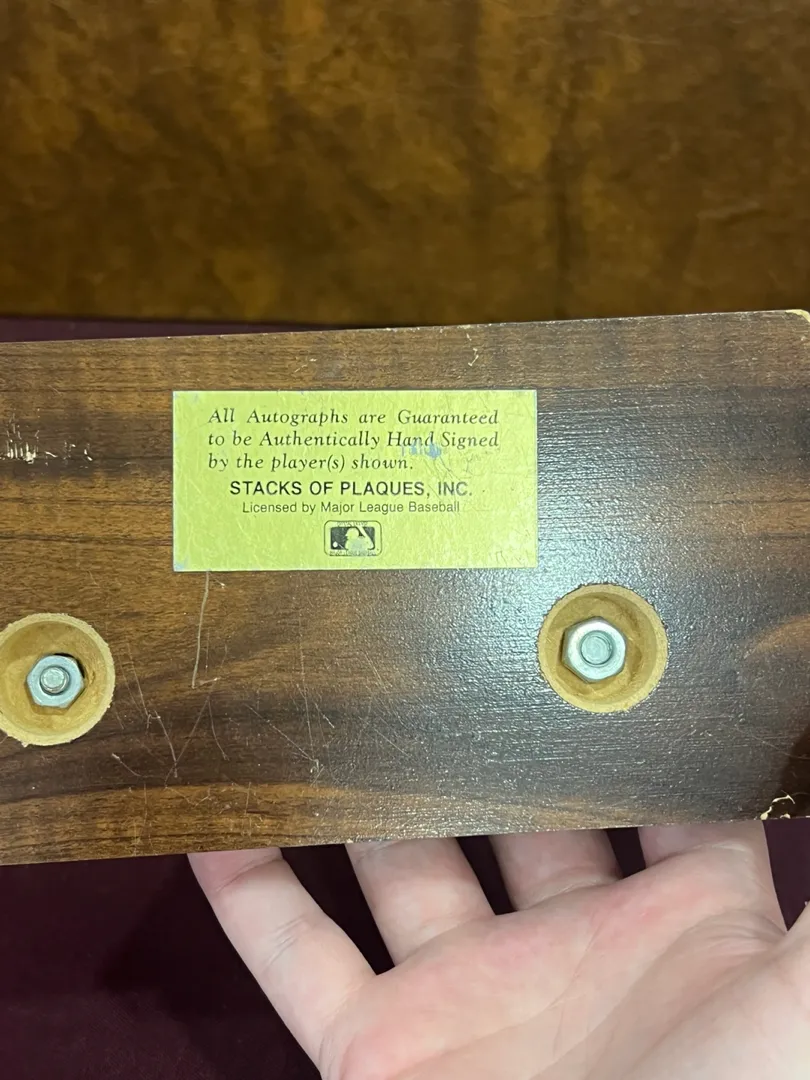 All Autographs are Guaranteed
to be Authentically Hand Signed
by the player(s) shown.
STACKS OF PLAQUES, INC.
Licensed by Major League Baseball